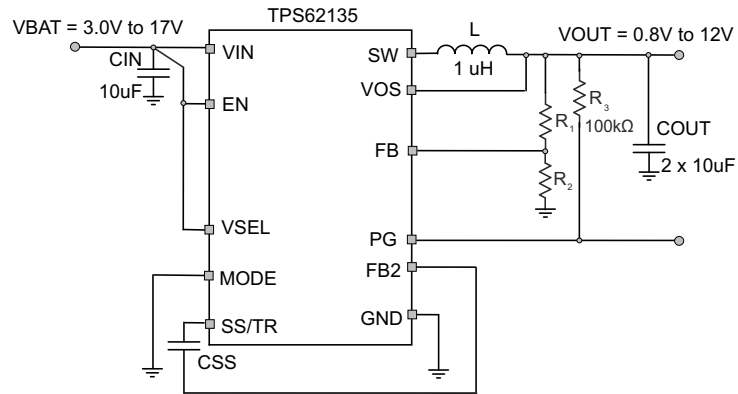 TPS62135
VBAT = 3.0V to 17V
VIN
SW
L
1 uH
VOUT = 0.8V to 12V
CIN
10uF
EN
VOS
R1
R3
100kΩ
COUT
2 x 10uF
FB
R2
VSEL
PG
MODE
FB2
SS/TR
GND
CSS